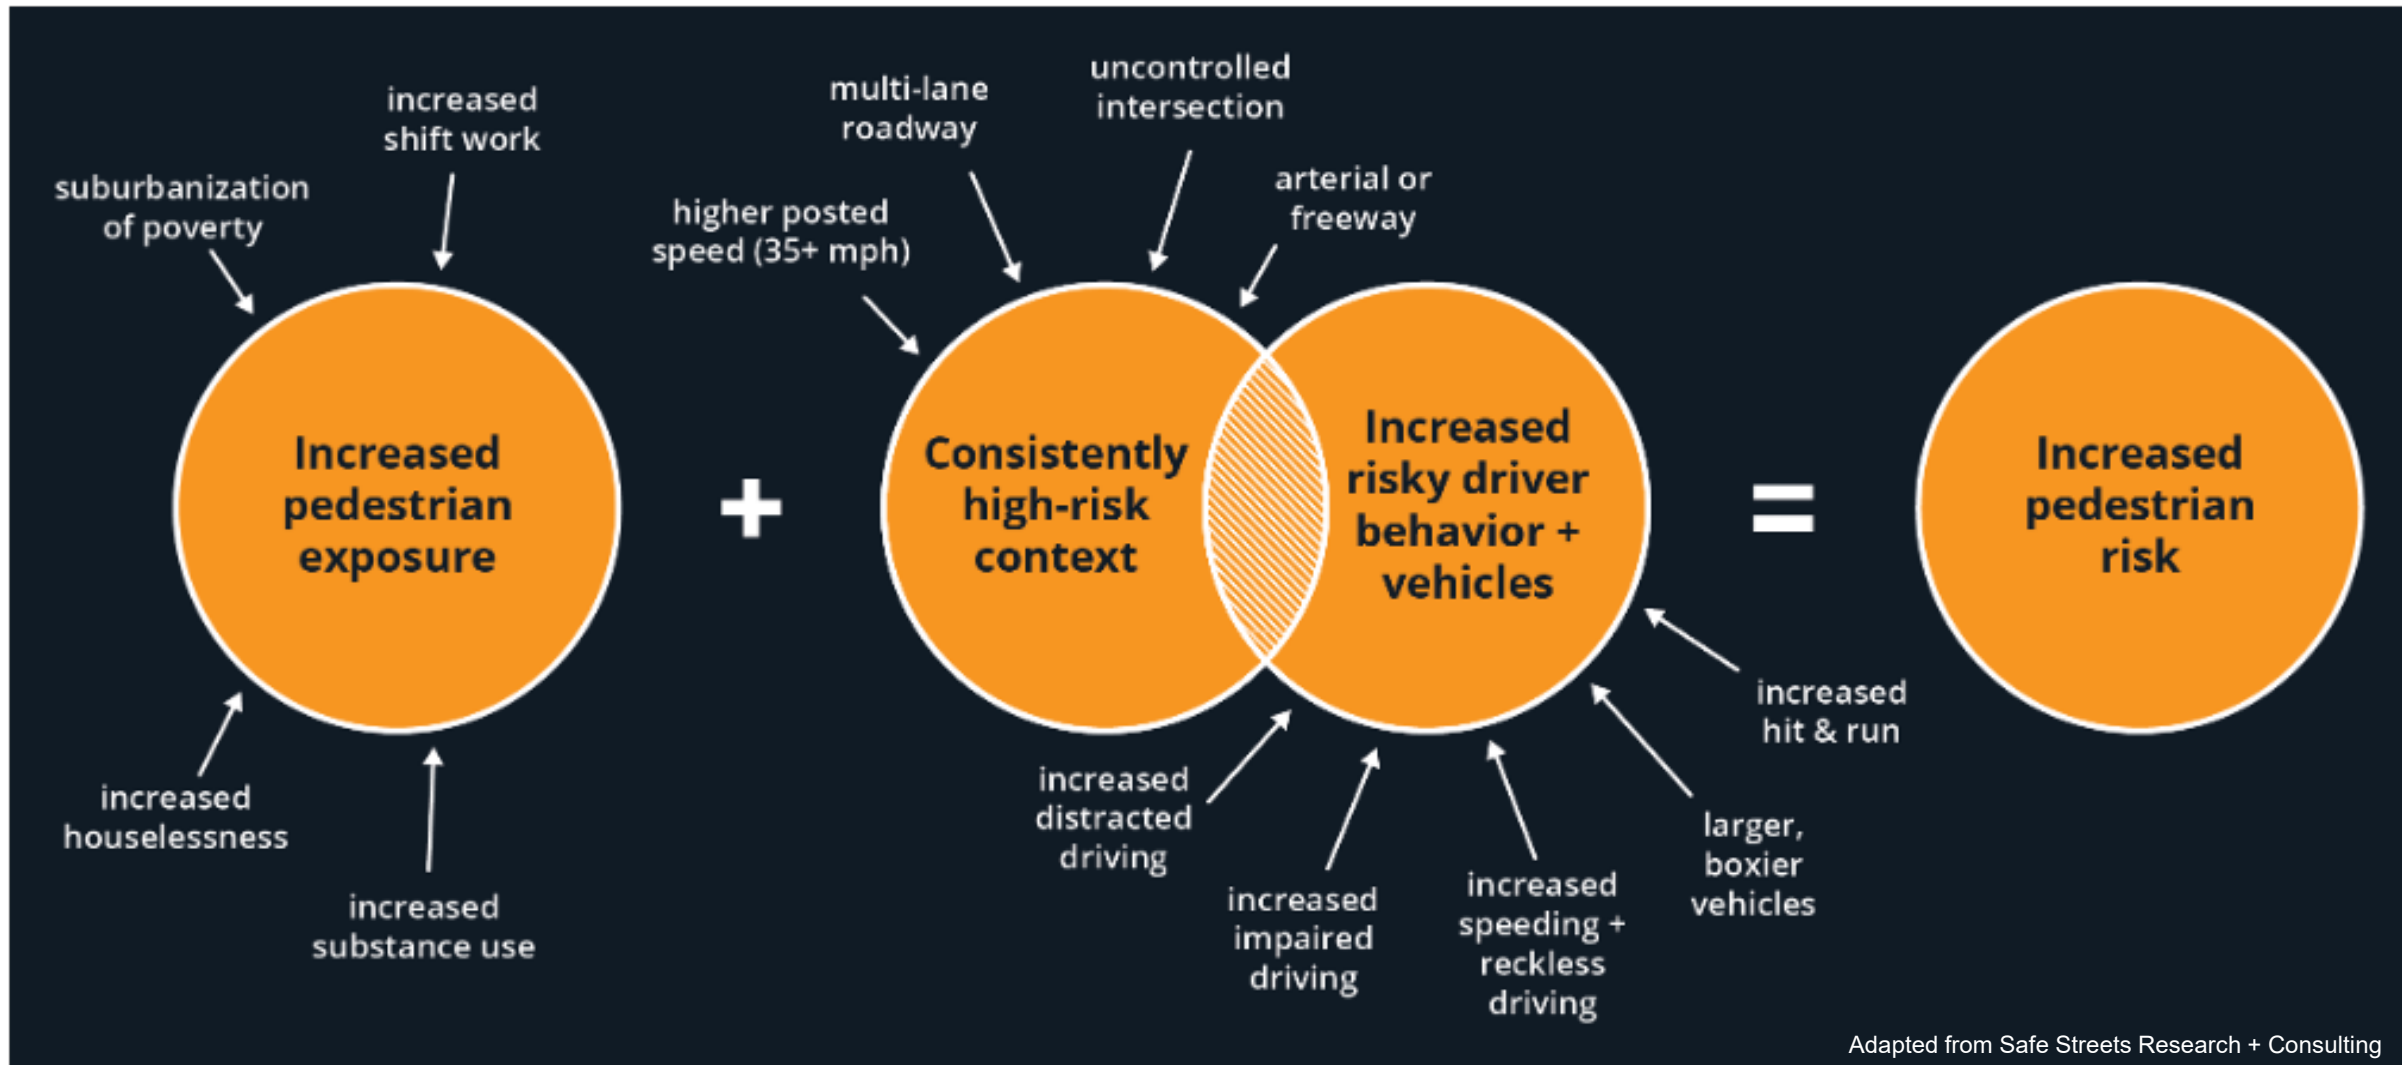 increased
shift work
suburbanization
of poverty
Increased
pedestrian
exposure
increased
houselessness
increased
substance use
+
multi-lane
roadway
uncontrolled
intersection
higher posted
speed (35+ mph)
arterial or
freeway
Consistently
high-risk
context
Increased
risky driver
behavior +
vehicles
increased
distracted
driving
increased
impaired
driving
increased
speeding +
reckless
driving
larger,
boxier
vehicles
increased
hit & run
=
Increased
pedestrian
risk
Adapted from Safe Streets Research + Consulting